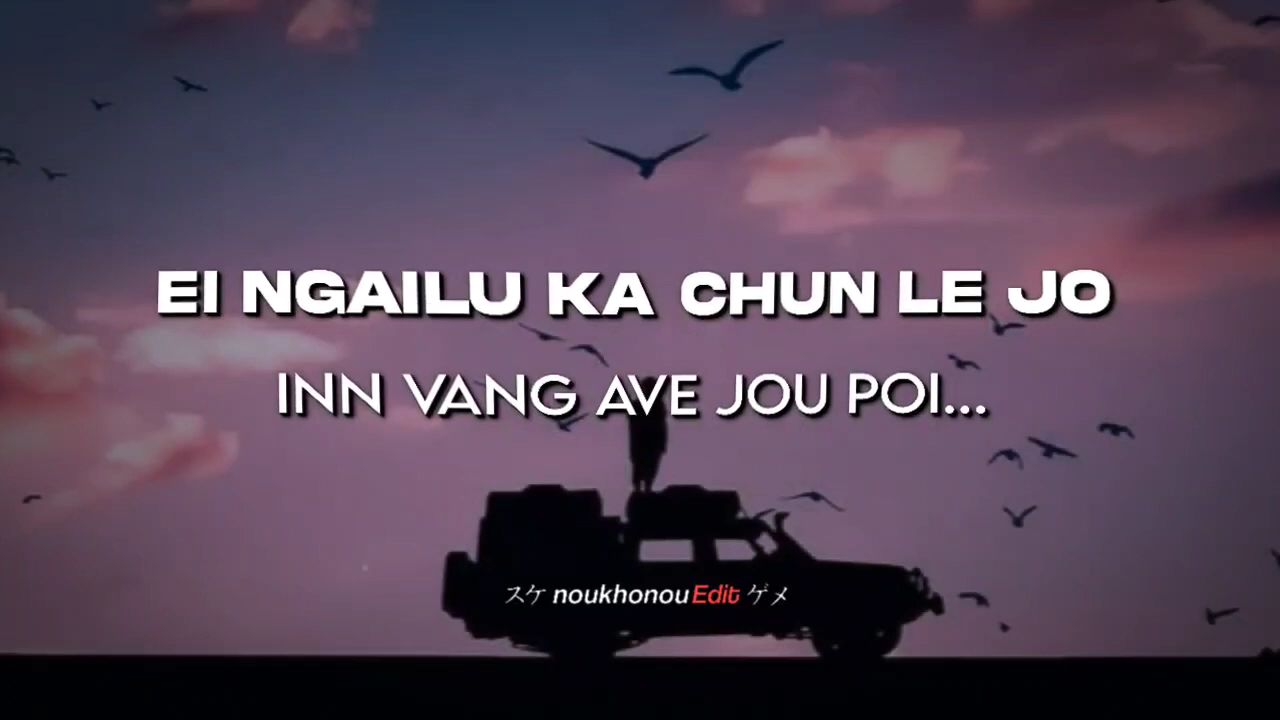 EI NGAILU KA CHUN LE JO
INN VANG AVE JOU POI...
スケ noukhonouEdit ゲメ